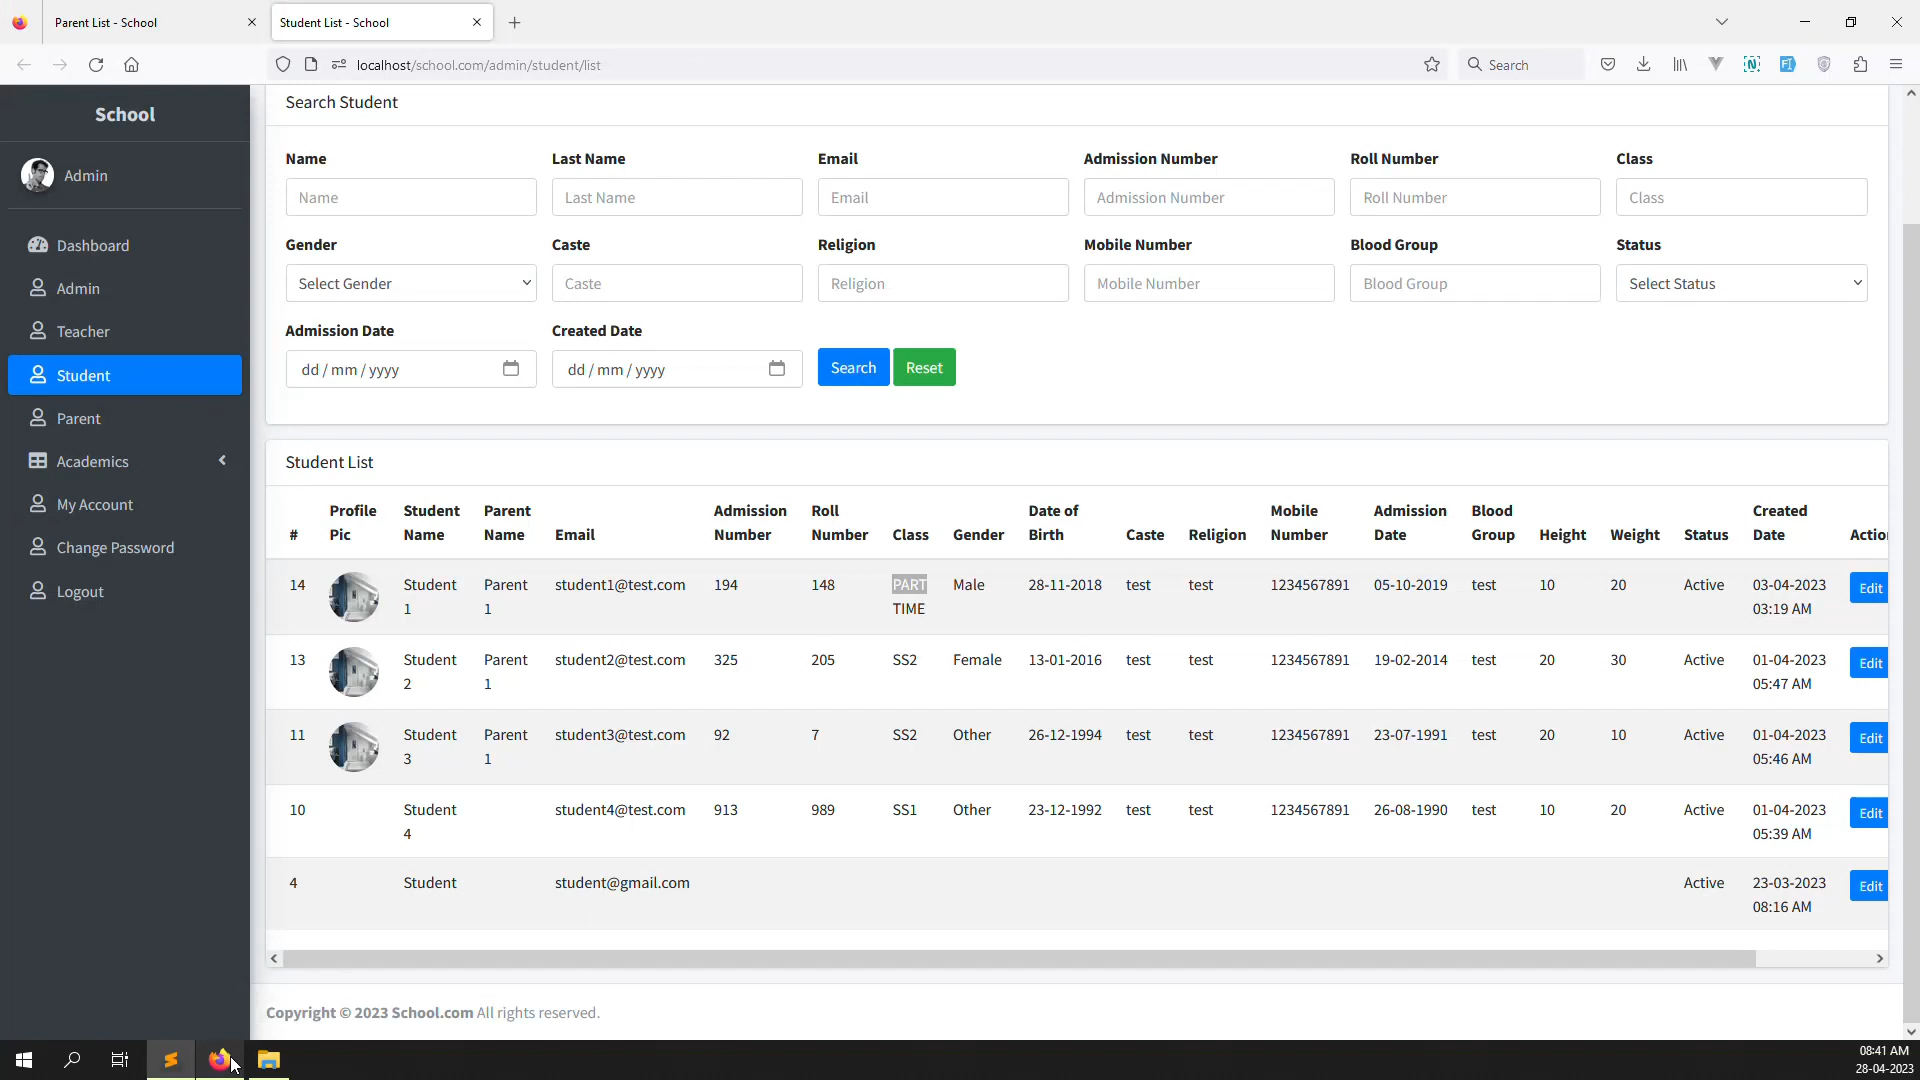 Parent List - School
Student List - School
localhost/school.com/admin/student/list
Search
School
Admin
Dashboard
Admin
Teacher
Student
Parent
Academics
My Account
Change Password
Logout
Search Student
Name Last Name Email Admission Number Roll Number Class
Name Last Name Email Admission Number Roll Number Class
Gender Caste Religion Mobile Number Blood Group Status
Select Gender Caste Religion Mobile Number Blood Group Select Status
Admission Date Created Date
dd / mm / yyyy dd / mm / yyyy Search Reset
Student List
Profile Student Parent Admission Roll Date of Mobile Admission Blood Created
# Pic Name Name Email Number Number Class Gender Birth Caste Religion Number Date Group Height Weight Status Date Action
14 Student Parent student1@test.com 194 148 PART Male 28-11-2018 test test 1234567891 05-10-2019 test 10 20 Active 03-04-2023 Edit
1 1 TIME 03:19 AM
13 Student Parent student2@test.com 325 205 SS2 Female 13-01-2016 test test 1234567891 19-02-2014 test 20 30 Active 01-04-2023 Edit
2 1 05:47 AM
11 Student Parent student3@test.com 92 7 SS2 Other 26-12-1994 test test 1234567891 23-07-1991 test 20 10 Active 01-04-2023 Edit
3 1 05:46 AM
10 Student student4@test.com 913 989 SS1 Other 23-12-1992 test test 1234567891 26-08-1990 test 10 20 Active 01-04-2023 Edit
4 05:39 AM
4 Student student@gmail.com Active 23-03-2023 Edit
08:16 AM
Copyright © 2023 School.com All rights reserved.
08:41 AM
28-04-2023